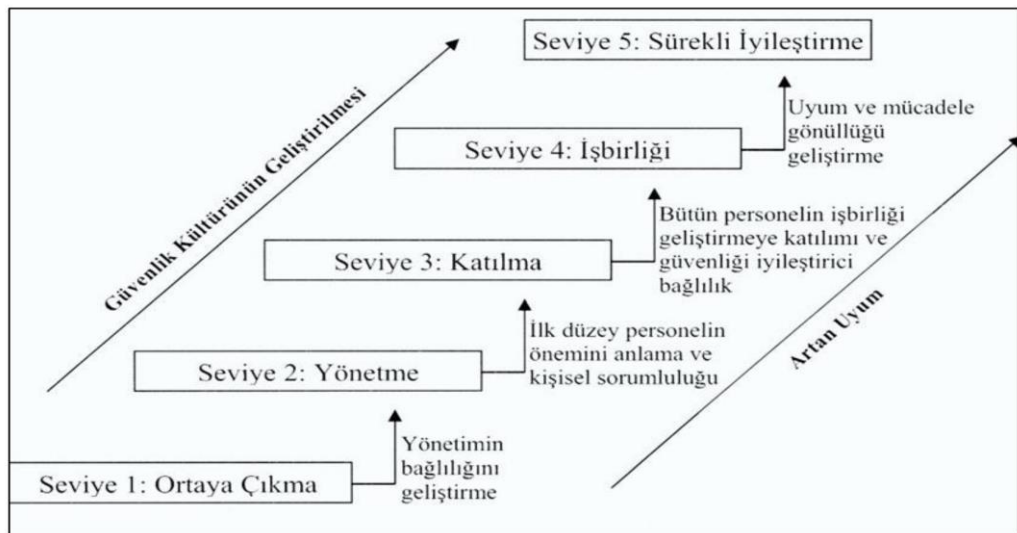 Seviye 5: Sürekli İyileştirme
Uyum ve mücadele
gönüllüğü
geliştirme
Seviye 4: İşbirliği
Bütün personelin işbirliği
geliştirmeye katılımı ve
güvenliği iyileştirici
bağlılık
Seviye 3: Katılma
İlk düzey personelin
önemini anlama ve
kişisel sorumluluğu
Seviye 2: Yönetme
Yönetimin
bağlılığını
geliştirme
Seviye 1: Ortaya Çıkma
Güvenlik Kültürünün Geliştirilmesi
Artan Uyum